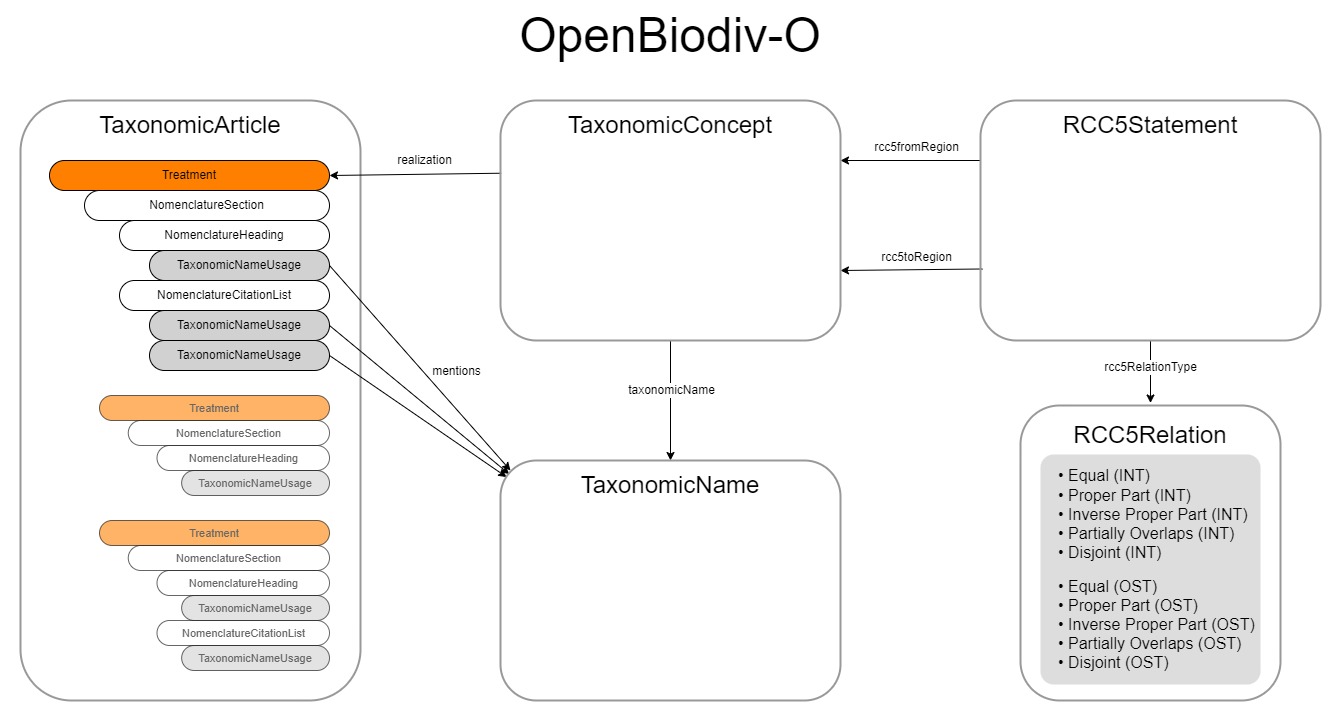 OpenBiodiv-O
TaxonomicArticle
Treatment
NomenclatureSection
NomenclatureHeading
TaxonomicNameUsage
NomenclatureCitationList
TaxonomicNameUsage
TaxonomicNameUsage
Treatment
NomenclatureSection
NomenclatureHeading
TaxonomicNameUsage
Treatment
NomenclatureSection
NomenclatureHeading
TaxonomicNameUsage
NomenclatureCitationList
TaxonomicNameUsage
realization
mentions
TaxonomicConcept
taxonomicName
TaxonomicName
rcc5fromRegion
rcc5toRegion
RCC5Statement
rcc5RelationType
RCC5Relation
• Equal (INT)
• Proper Part (INT)
• Inverse Proper Part (INT)
• Partially Overlaps (INT)
• Disjoint (INT)
• Equal (OST)
• Proper Part (OST)
• Inverse Proper Part (OST)
• Partially Overlaps (OST)
• Disjoint (OST)